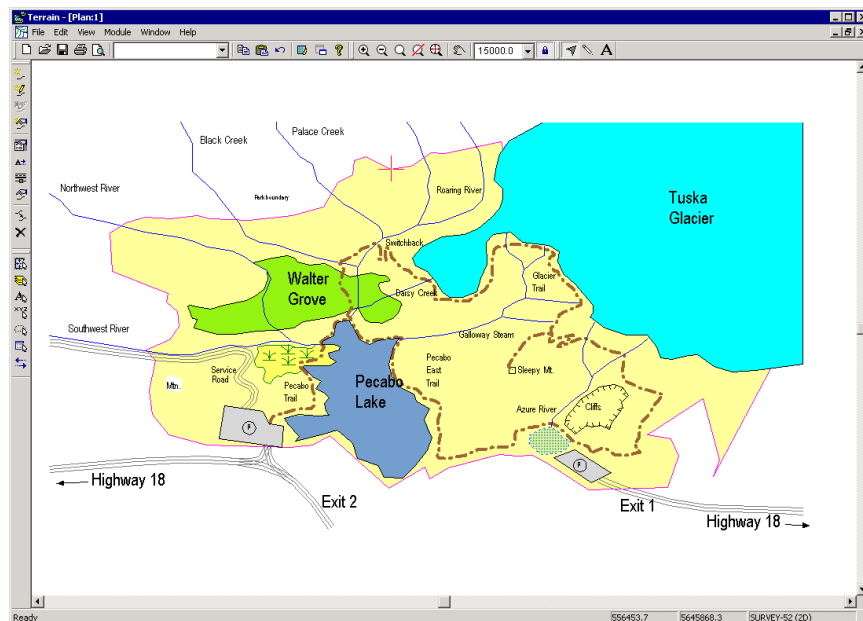 Terrain - [Plan:1]
File Edit View Module Window Help
15000.0
A
Palace Creek
Black Creek
Northwest River
Park boundary
Roaring River
Tuska
Glacier
Switchback
Walter
Grove
Glacier
Trail
Daisy Creek
Southwest River
Galloway Steam
Service
Road
Pecabo
East
Trail
Sleepy Mt.
Mtn.
Pecabo
Trail
Pecabo
Lake
Azure River
Cliffs
P
P
Highway 18
Exit 2
Exit 1
Highway 18
Ready
556453.7 5645868.3 SURVEY-52 (2D)